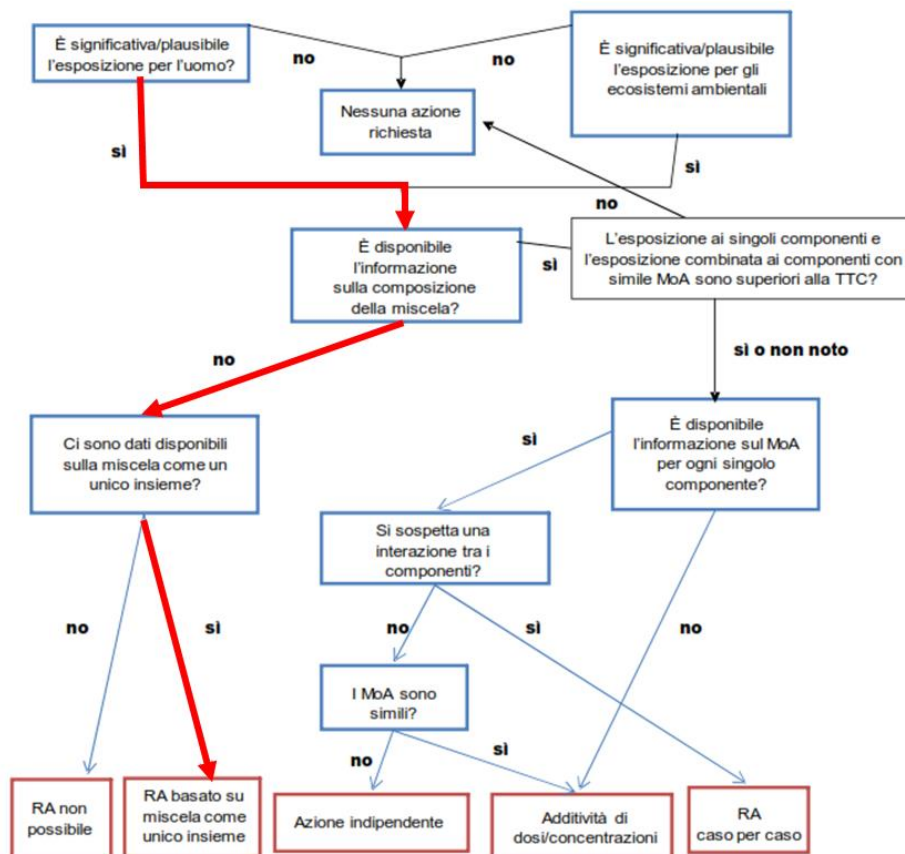 È significativa/plausibile
l'esposizione per l'uomo?
no
no
È significativa/plausibile
l'esposizione per gli
ecosistemi ambientali
Nessuna azione
richiesta
sì
sì
no
È disponibile
l'informazione
sulla composizione
della miscela?
sì
L'esposizione ai singoli componenti e
l'esposizione combinata ai componenti con
simile MoA sono superiori alla TTC?
no
sì o non noto
Ci sono dati disponibili
sulla miscela come un
unico insieme?
sì
È disponibile
l'informazione sul MoA
per ogni singolo
componente?
Si sospetta una
interazione tra i
componenti?
no
sì
no
sì
no
I MoA sono
simili?
no
sì
RA non
possibile
RA basato su
miscela come
unico insieme
Azione indipendente
Additività di
dosi/concentrazioni
RA
caso per caso